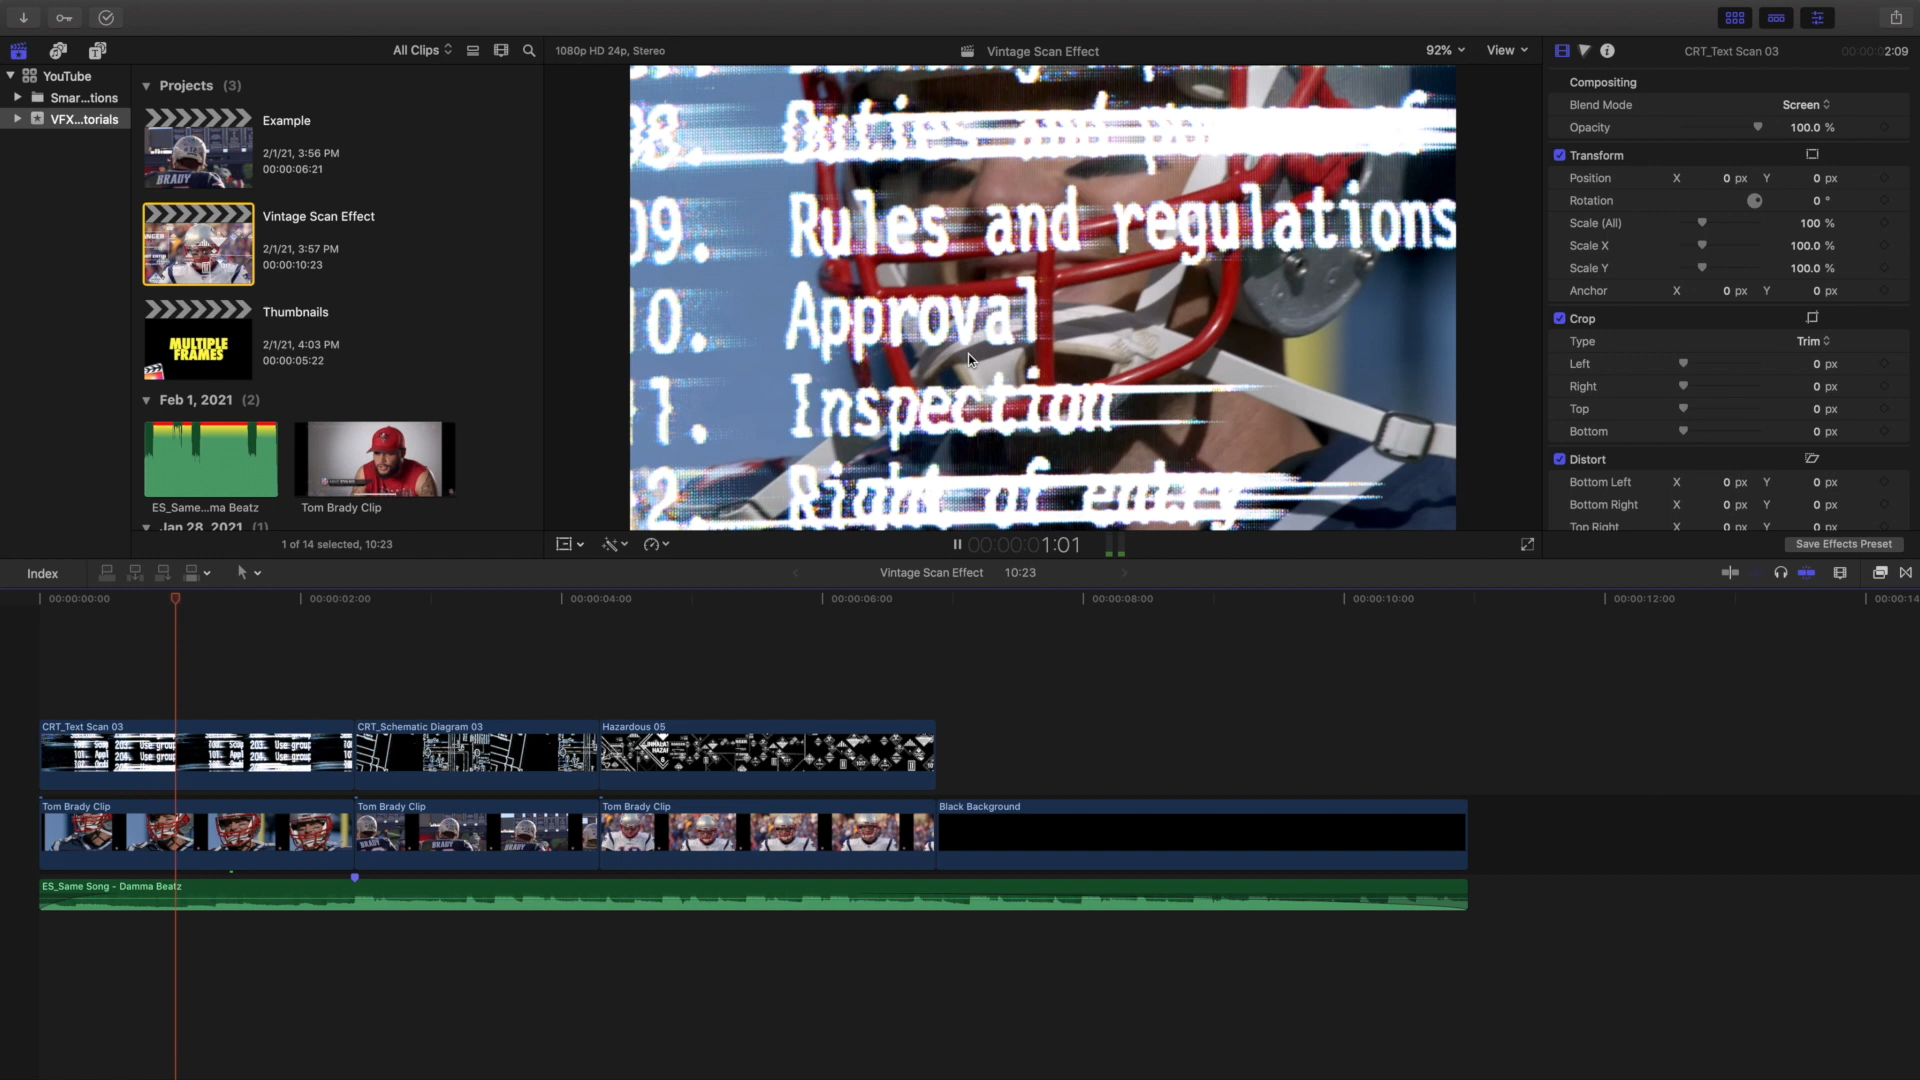 All Clips
1080p HD 24p, Stereo
Vintage Scan Effect
92%
View
CRT_Text Scan 03
00:00:02:09
YouTube
Smar...tions
VFX...torials
Projects (3)
Example
2/1/21, 3:56 PM
00:00:06:21
BRADY
Vintage Scan Effect
2/1/21, 3:57 PM
00:00:10:23
Thumbnails
2/1/21, 4:03 PM
00:00:05:22
MULTIPLE
FRAMES
Feb 1, 2021 (2)
ES_Same...ma Beatz
Tom Brady Clip
Jan 28, 2021 (1)
1 of 14 selected, 10:23
09. Rules and regulations
0. Approval
1. Inspection
2. Right of entry
00:00:00:1:01
Compositing
Blend Mode Screen
Opacity 100.0 %
Transform
Position X 0 px Y 0 px
Rotation 0 °
Scale (All) 100 %
Scale X 100.0 %
Scale Y 100.0 %
Anchor X 0 px Y 0 px
Crop
Type Trim
Left 0 px
Right 0 px
Top 0 px
Bottom 0 px
Distort
Bottom Left X 0 px Y 0 px
Bottom Right X 0 px Y 0 px
Top Right X 0 px Y 0 px
Save Effects Preset
Index
Vintage Scan Effect 10:23
00:00:00:00
00:00:02:00
00:00:04:00
00:00:06:00
00:00:08:00
00:00:10:00
00:00:12:00
00:00:14
CRT_Text Scan 03
CRT_Schematic Diagram 03
Hazardous 05
Tom Brady Clip
Tom Brady Clip
Tom Brady Clip
Black Background
ES_Same Song - Damma Beatz